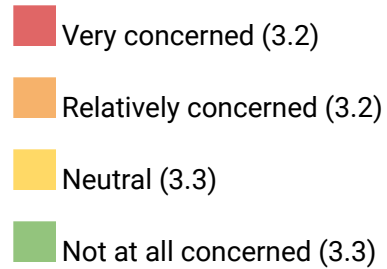 Very concerned (3.2)
Relatively concerned (3.2)
Neutral (3.3)
Not at all concerned (3.3)